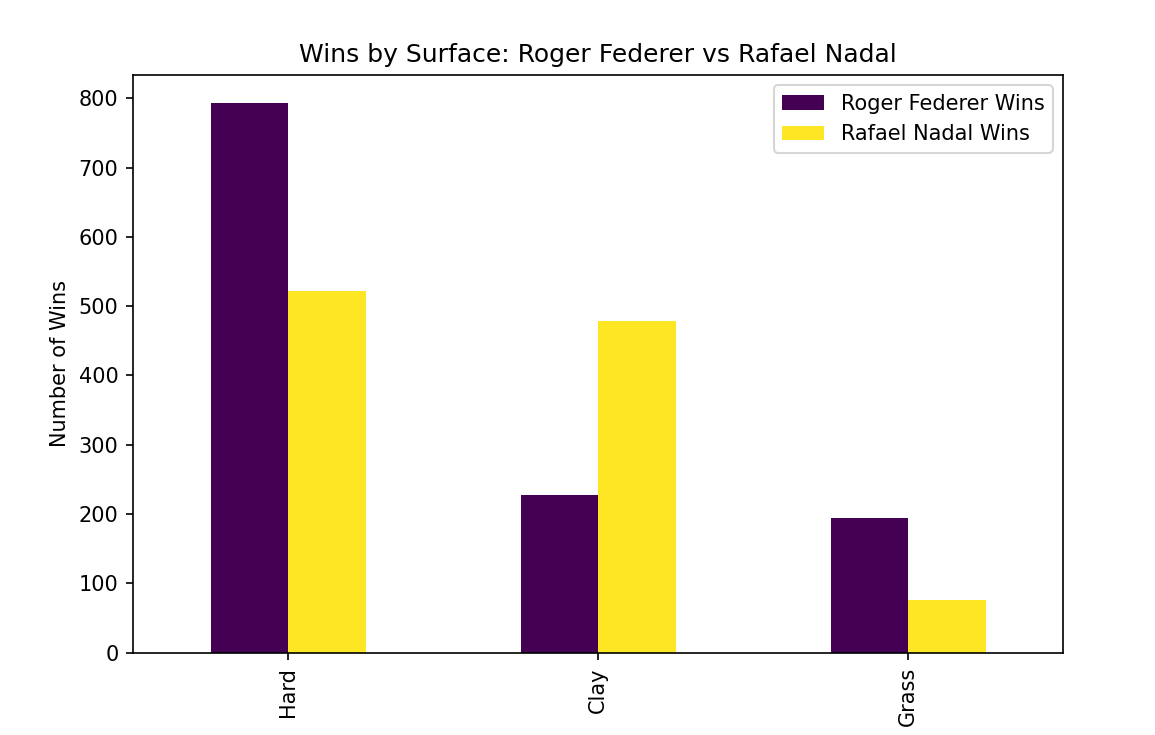 Wins by Surface: Roger Federer vs Rafael Nadal
Roger Federer Wins
Rafael Nadal Wins
Number of Wins
800
700
600
500
400
300
200
100
0
Hard
Clay
Grass